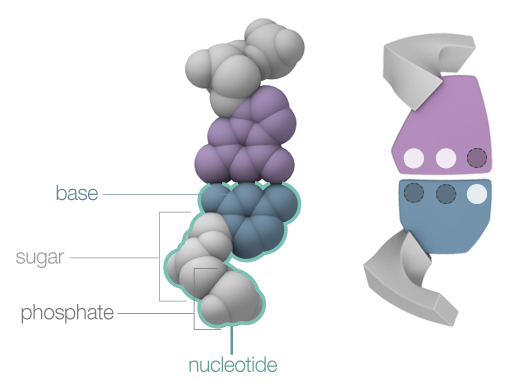 base
sugar
phosphate
nucleotide